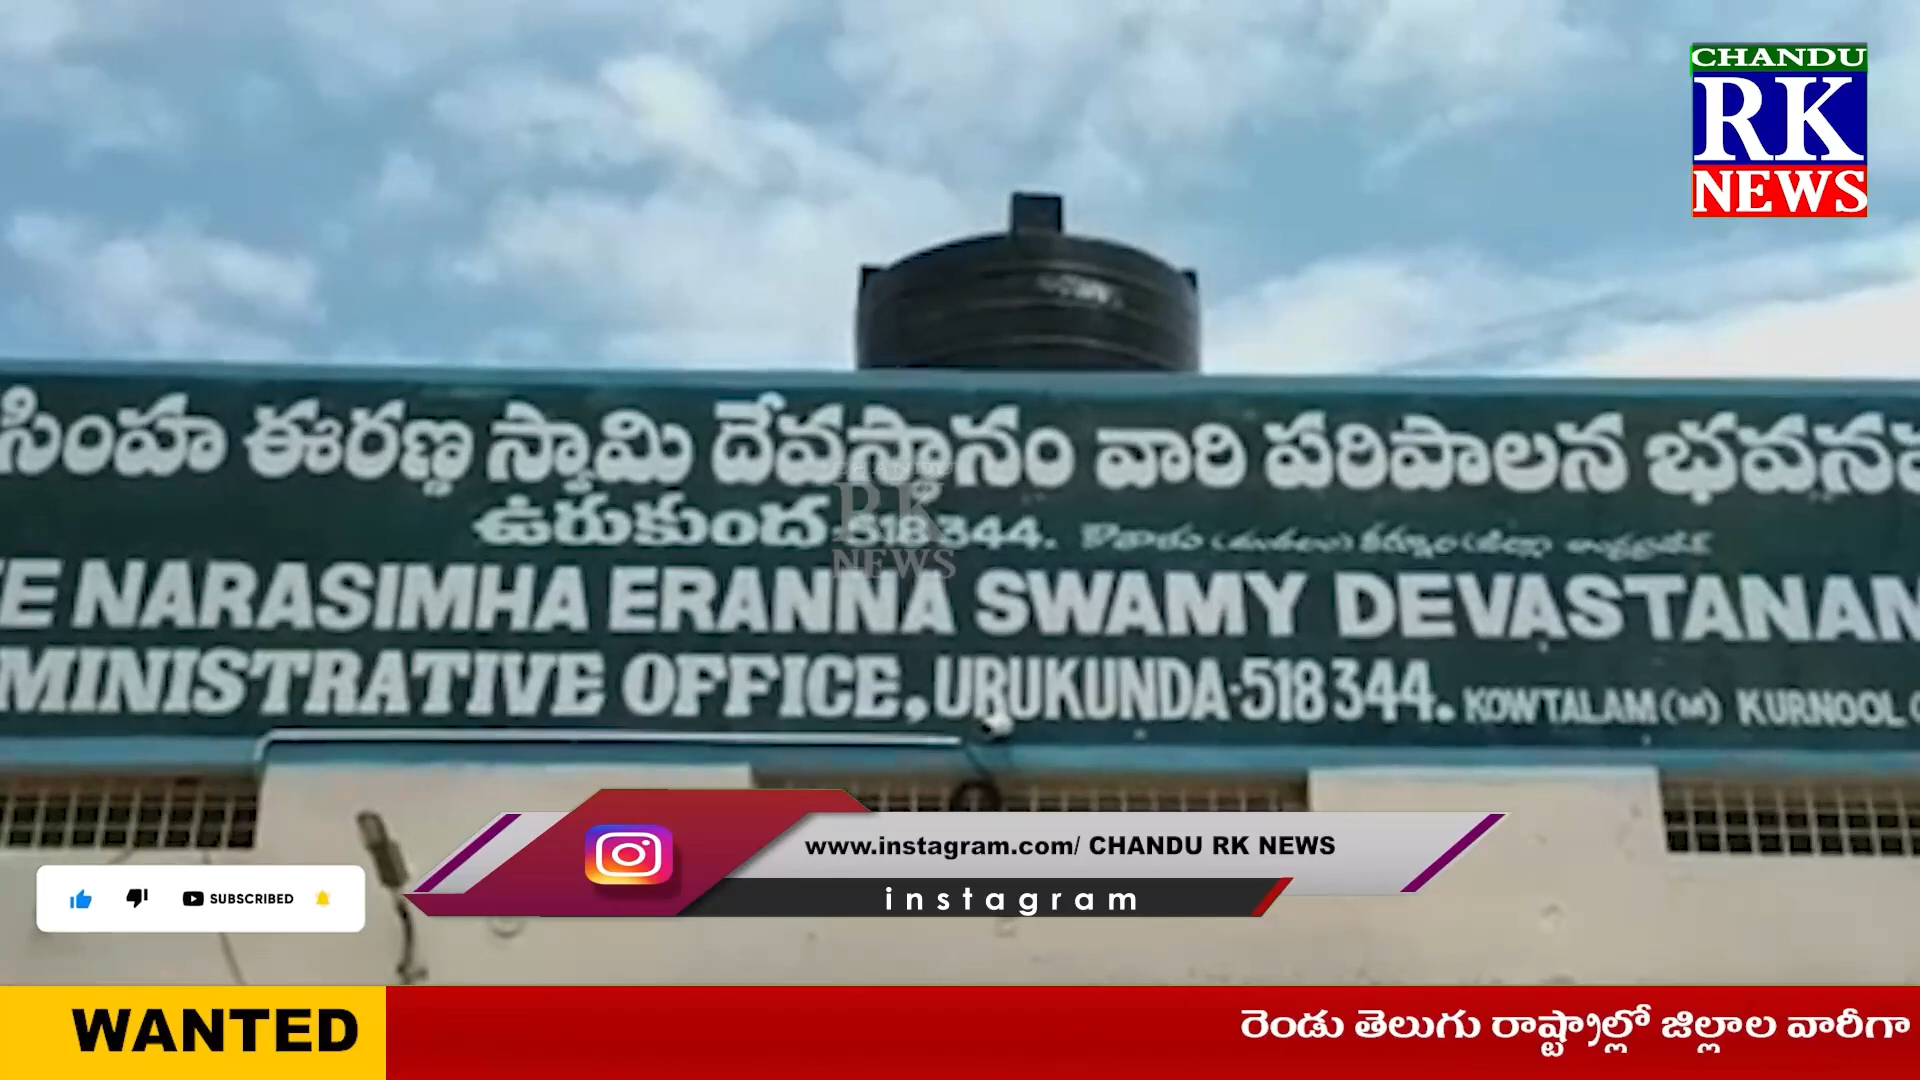 CHANDU
RK
NEWS
సింహ ఈరణ్ణ స్వామి దేవస్థానం వారి పరిపాలన భవన
ఉరుకుంద 518344.
E NARASIMHA ERANNA SWAMY DEVASTANAM
MINISTRATIVE OFFICE, URUKUNDA-518344. KOWTALAM (M) KURNOOL (
www.instagram.com/ CHANDU RK NEWS
instagram
SUBSCRIBED
WANTED
రెండు తెలుగు రాష్ట్రాల్లో జిల్లాల వారీగా